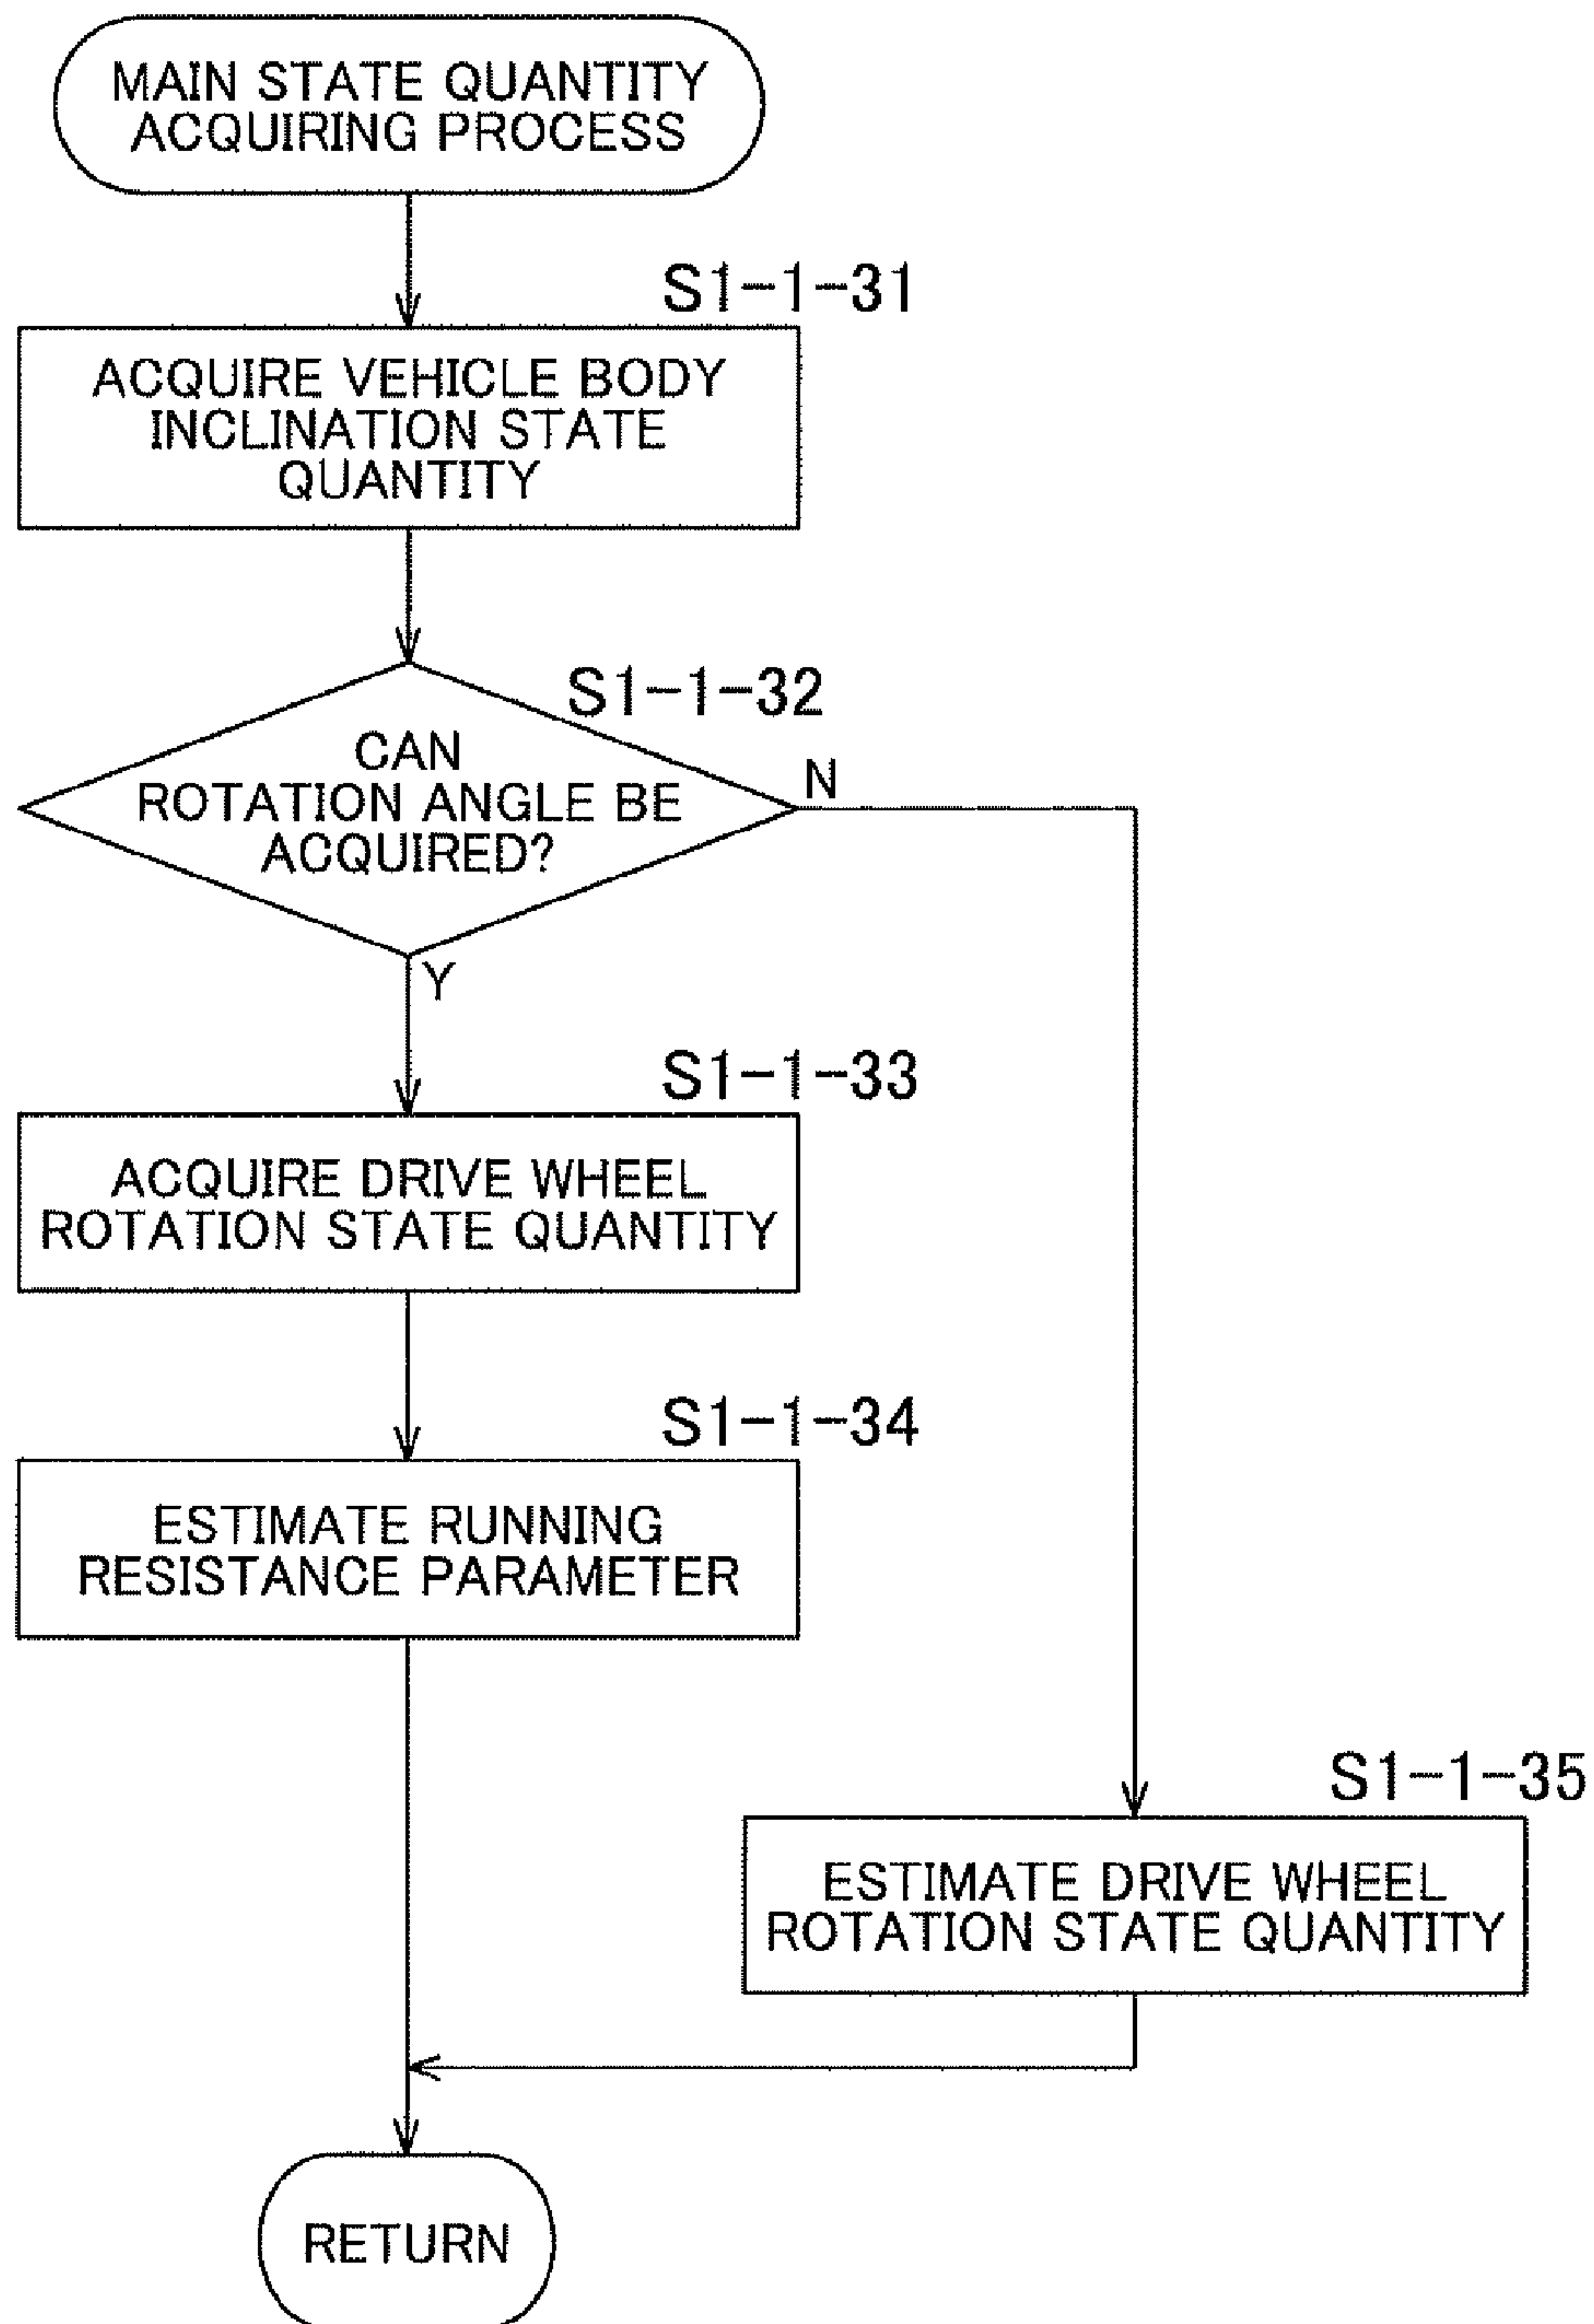 MAIN STATE QUANTITY
ACQUIRING PROCESS
S1-1-31
ACQUIRE VEHICLE BODY
INCLINATION STATE
QUANTITY
S1-1-32
CAN
ROTATION ANGLE BE
ACQUIRED?
N
Y
S1-1-33
ACQUIRE DRIVE WHEEL
ROTATION STATE QUANTITY
S1-1-34
ESTIMATE RUNNING
RESISTANCE PARAMETER
S1-1-35
ESTIMATE DRIVE WHEEL
ROTATION STATE QUANTITY
RETURN